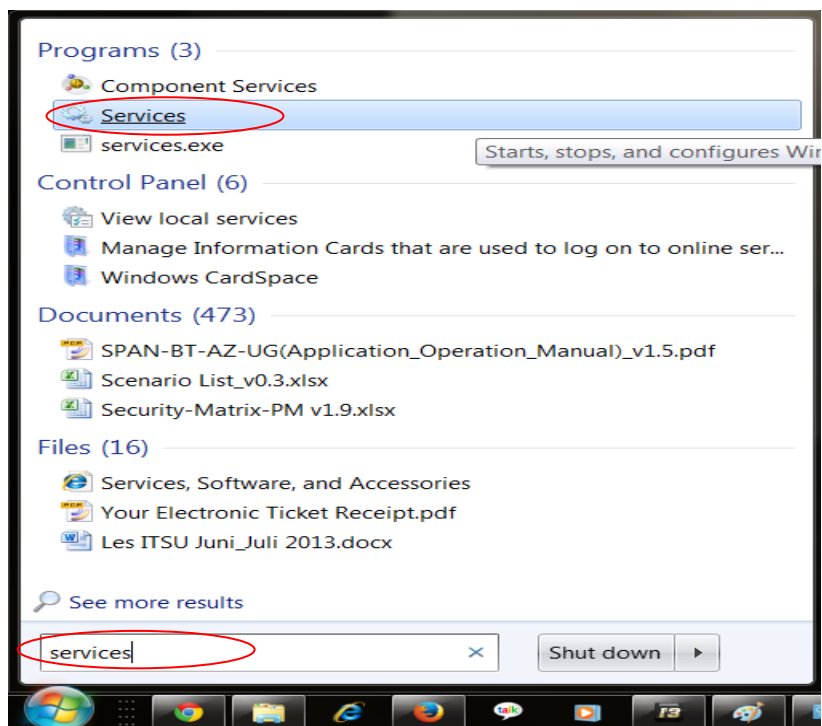 Programs (3)
Component Services
Services
services.exe
Starts, stops, and configures Wi
Control Panel (6)
View local services
Manage Information Cards that are used to log on to online ser...
Windows CardSpace
Documents (473)
SPAN-BT-AZ-UG(Application_Operation_Manual)_v1.5.pdf
Scenario List_v0.3.xlsx
Security-Matrix-PM v1.9.xlsx
Files (16)
Services, Software, and Accessories
Your Electronic Ticket Receipt.pdf
Les ITSU Juni_Juli 2013.docx
See more results
services
Shut down
talk